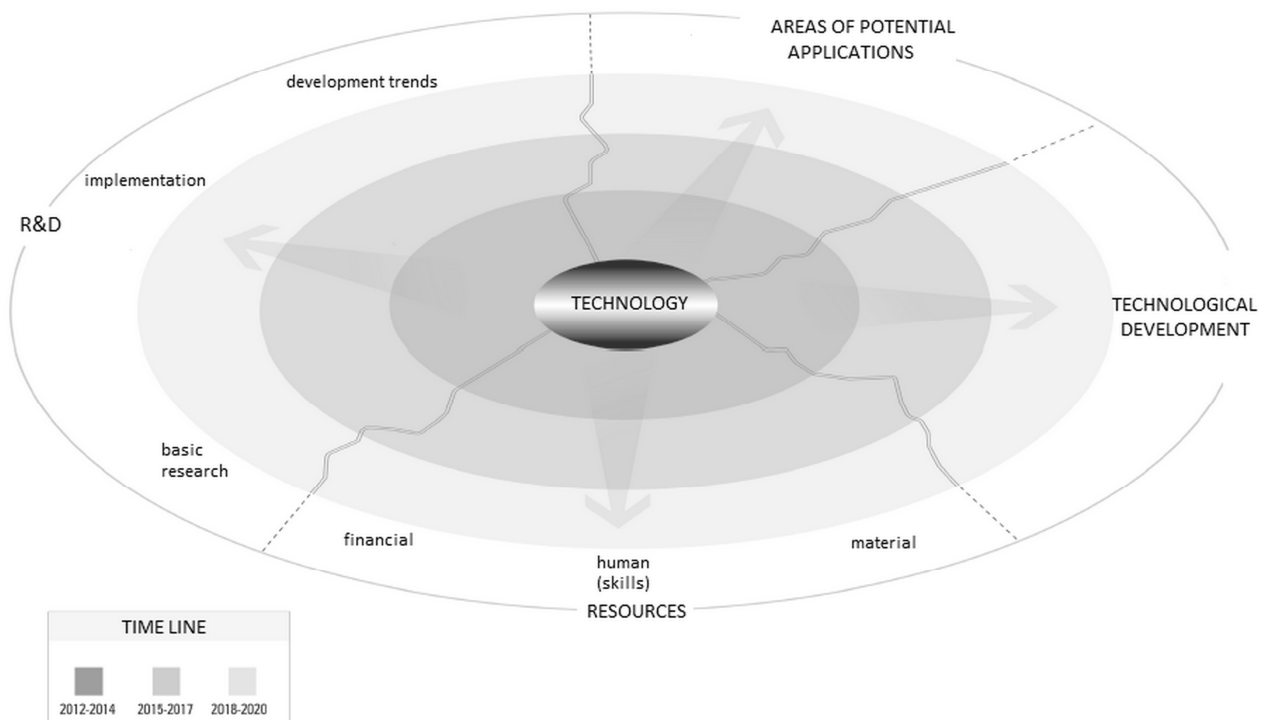 AREAS OF POTENTIAL
APPLICATIONS
development trends
implementation
R&D
TECHNOLOGY
TECHNOLOGICAL
DEVELOPMENT
basic
research
financial
human
(skills)
material
RESOURCES
TIME LINE
2012-2014 2015-2017 2018-2020